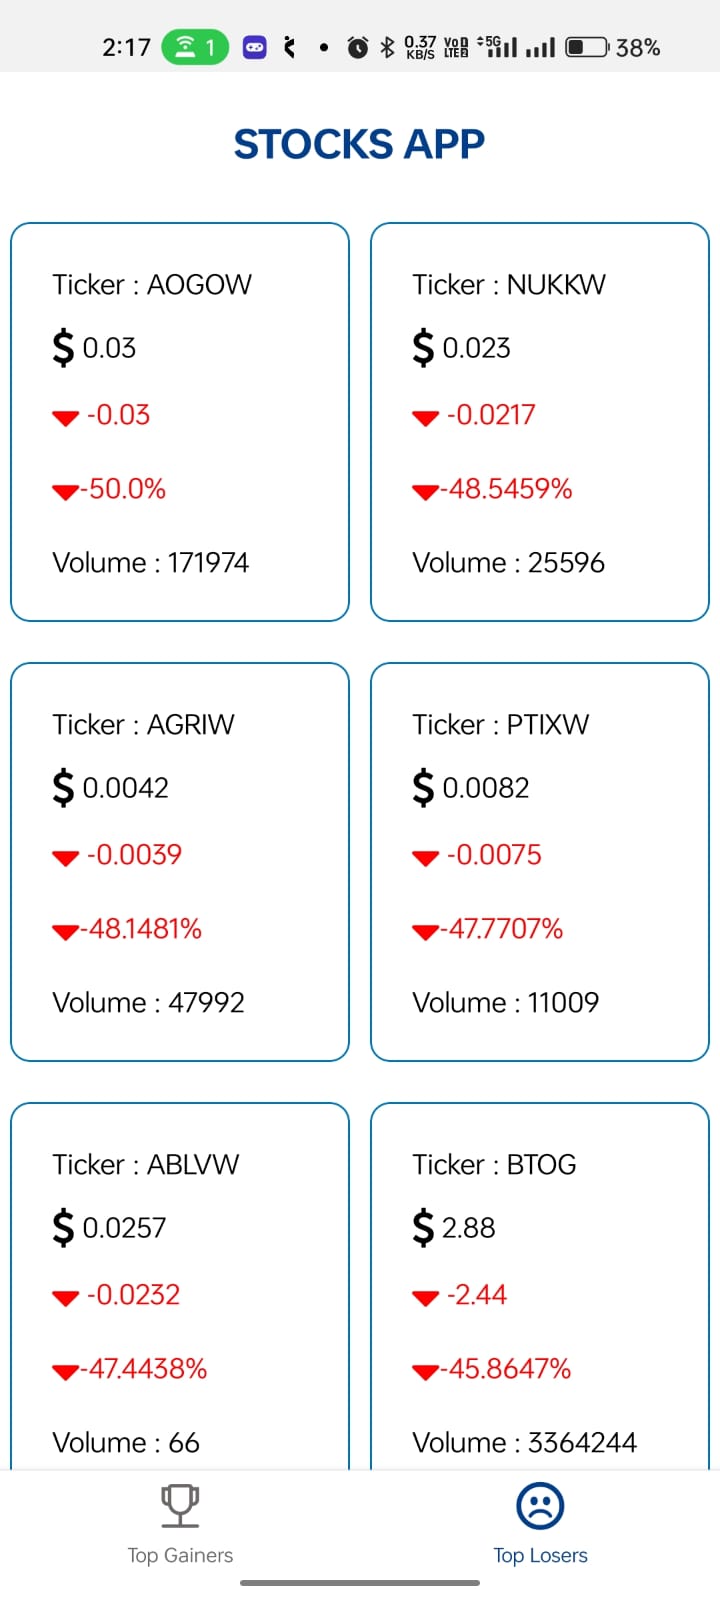 2:17 1 0.37 KB/S VoD LTE 5G 38%
STOCKS APP
Ticker : AOGOW
$ 0.03
-0.03
-50.0%
Volume : 171974
Ticker : NUKKW
$ 0.023
-0.0217
-48.5459%
Volume : 25596
Ticker : AGRIW
$ 0.0042
-0.0039
-48.1481%
Volume : 47992
Ticker : PTIXW
$ 0.0082
-0.0075
-47.7707%
Volume : 11009
Ticker : ABLVW
$ 0.0257
-0.0232
-47.4438%
Volume : 66
Ticker : BTOG
$ 2.88
-2.44
-45.8647%
Volume : 3364244
Top Gainers
Top Losers